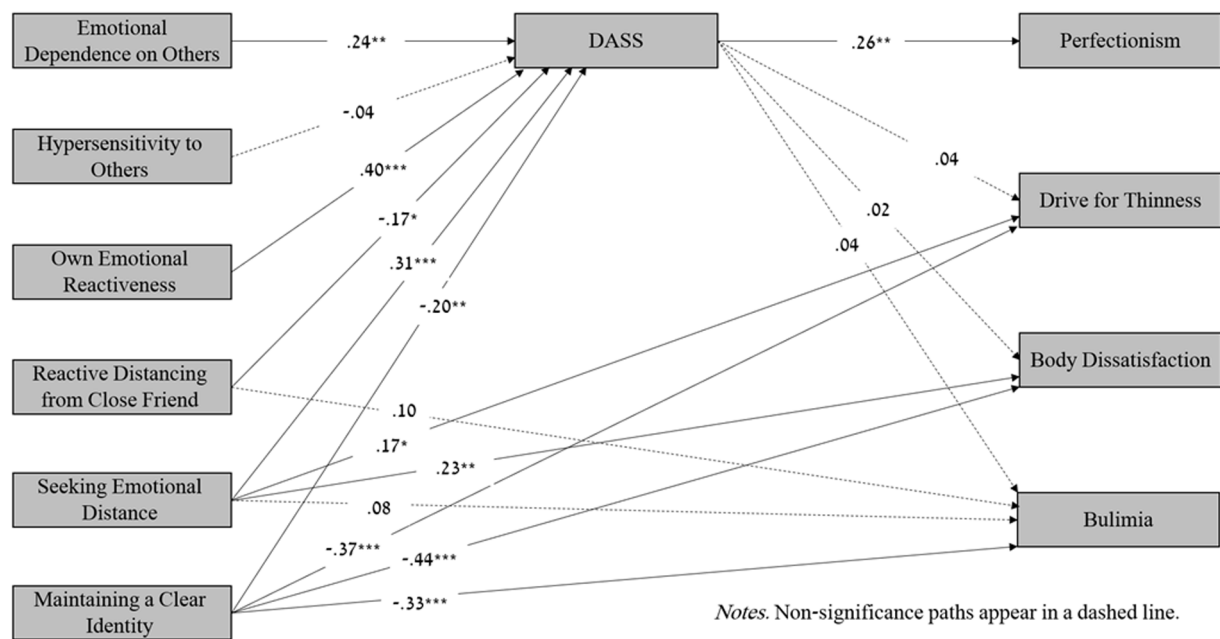 Emotional
Dependence on Others
.24**
DASS
.26**
Perfectionism
-.04
Hypersensitivity to
Others
.40***
.04
Drive for Thinness
-.17*
.02
.04
Own Emotional
Reactiveness
.31***
-.20**
Reactive Distancing
from Close Friend
Body Dissatisfaction
.10
.17*
.23**
Seeking Emotional
Distance
.08
Bulimia
-.37***
-.44***
-.33***
Maintaining a Clear
Identity
Notes. Non-significance paths appear in a dashed line.